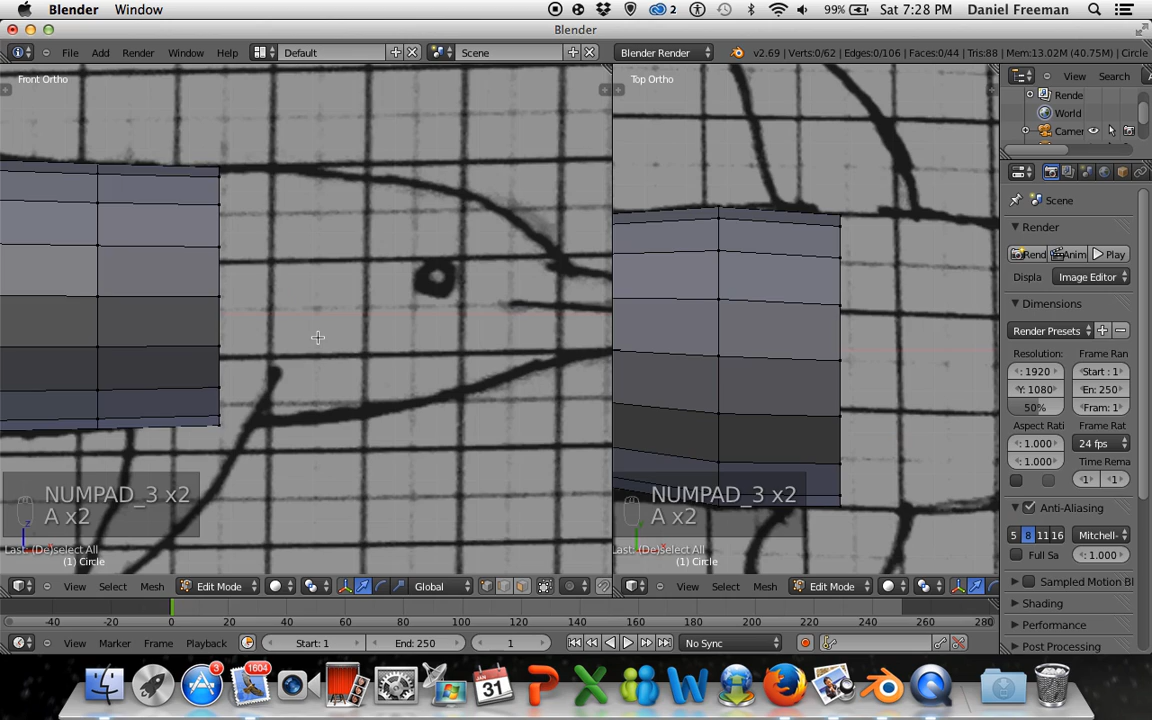 Blender Window 2 99% Sat 7:28 PM Daniel Freeman
Blender
File Add Render Window Help Default Scene Blender Render v2.69 | Verts:0/62 | Edges:0/106 | Faces:0/44 | Tris:88 | Mem:13.02M (40.75M) | Circle
Front Ortho
Top Ortho
View Search
Rende
World
Camer
Scene
Render
Rend Anim Play
Displa Image Editor
Dimensions
Render Presets
Resolution: Frame Ran
: 1920 Start : 1
Y: 1080 En: 250
50% Fram: 1
Aspect Rati Frame Rat
: 1.000 24 fps
: 1.000 Time Rema
1 1
Anti-Aliasing
5 8 11 16 Mitchell-
Full Sa : 1.000
Sampled Motion Bl
Shading
Performance
Post Processing
NUMPAD_3 x2
A x2
Last: (De)select All
(1) Circle
NUMPAD_3 x2
A x2
Last: (De)select All
(1) Circle
View Select Mesh Edit Mode Global
View Select Mesh Edit Mode
-40 -20 0 20 40 60 80 100 120 140 160 180 200 220 240 260 280
View Marker Frame Playback Start: 1 End: 250 1 No Sync
3 1604 JAN 31